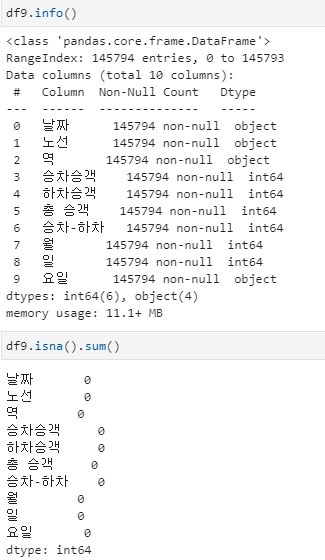 df9.info()
<class 'pandas.core.frame.DataFrame'>
RangeIndex: 145794 entries, 0 to 145793
Data columns (total 10 columns):
 #   Column  Non-Null Count   Dtype
---  ------  --------------   -----
 0   날짜      145794 non-null  object
 1   노선      145794 non-null  object
 2   역       145794 non-null  object
 3   승차승객    145794 non-null  int64
 4   하차승객    145794 non-null  int64
 5   총 승객    145794 non-null  int64
 6   승차-하차   145794 non-null  int64
 7   월       145794 non-null  int64
 8   일       145794 non-null  int64
 9   요일      145794 non-null  object
dtypes: int64(6), object(4)
memory usage: 11.1+ MB
df9.isna().sum()
날짜       0
노선       0
역        0
승차승객     0
하차승객     0
총 승객     0
승차-하차    0
월        0
일        0
요일       0
dtype: int64